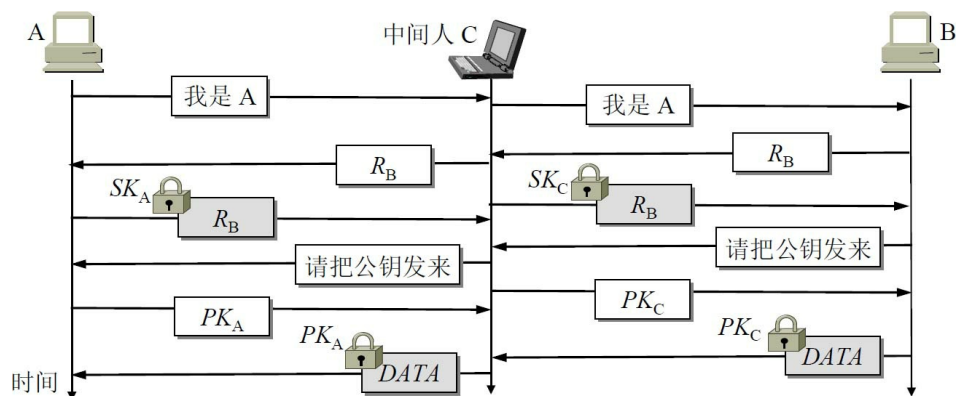 A
中间人 C
B
我是 A
我是 A
R_B
R_B
SK_A
R_B
SK_C
R_B
请把公钥发来
请把公钥发来
PK_A
PK_C
PK_A
DATA
PK_C
DATA
时间